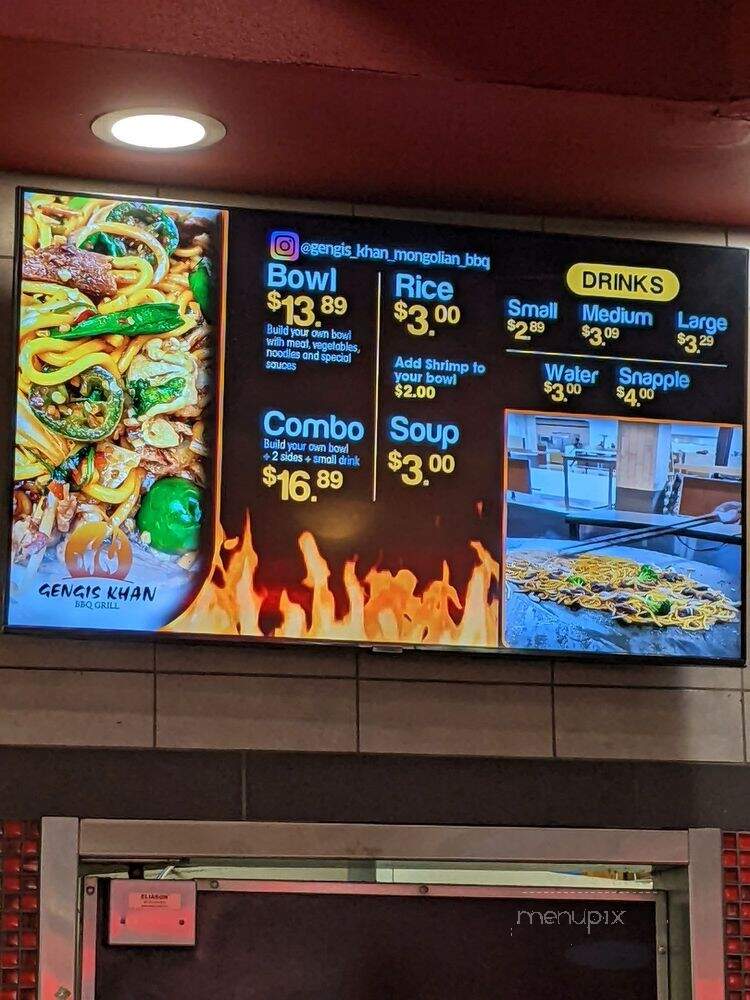 @gengis_khan_mongolian_bbq
Bowl
$13.89
Build your own bowl
with meat, vegetables,
noodles and special
sauces
Combo
Build your own bowl
+ 2 sides + small drink
$16.89
Rice
$3.00
Add Shrimp to
your bowl
$2.00
Soup
$3.00
DRINKS
Small Medium Large
$2.89 $3.09 $3.29
Water Snapple
$3.00 $4.00
GENGIS KHAN
BBQ GRILL
ELIASON
menupix